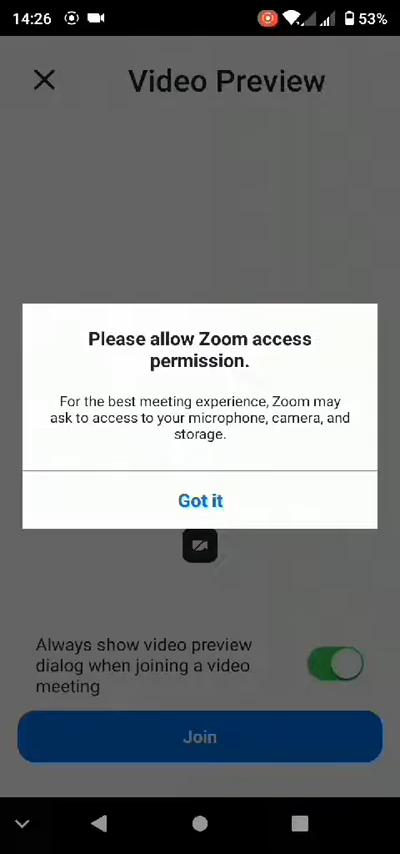 14:26
53%
Video Preview
Please allow Zoom access
permission.
For the best meeting experience, Zoom may
ask to access to your microphone, camera, and
storage.
Got it
Always show video preview
dialog when joining a video
meeting
Join